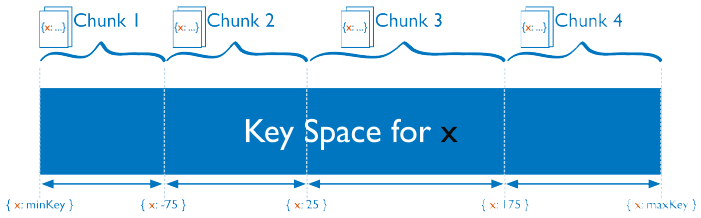 {x: ...} Chunk 1 {x: ...} Chunk 2 {x: ...} Chunk 3 {x: ...} Chunk 4
Key Space for x
{ x: minKey } { x: -75 } { x: 25 } { x: 175 } { x: maxKey }